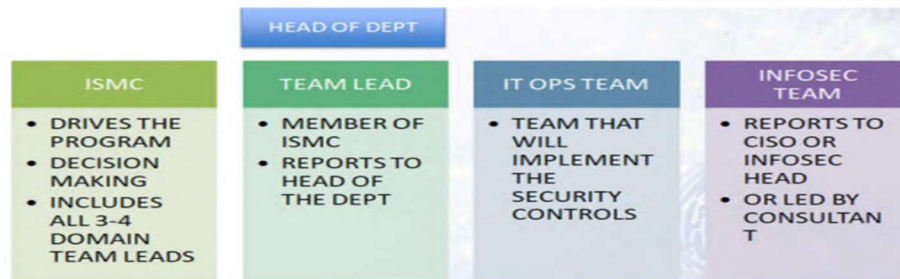 HEAD OF DEPT
ISMC
• DRIVES THE
PROGRAM
• DECISION
MAKING
• INCLUDES
ALL 3-4
DOMAIN
TEAM LEADS
TEAM LEAD
• MEMBER OF
ISMC
• REPORTS TO
HEAD OF
THE DEPT
IT OPS TEAM
• TEAM THAT
WILL
IMPLEMENT
THE
SECURITY
CONTROLS
INFOSEC
TEAM
• REPORTS TO
CISO OR
INFOSEC
HEAD
• OR LED BY
CONSULTAN
T